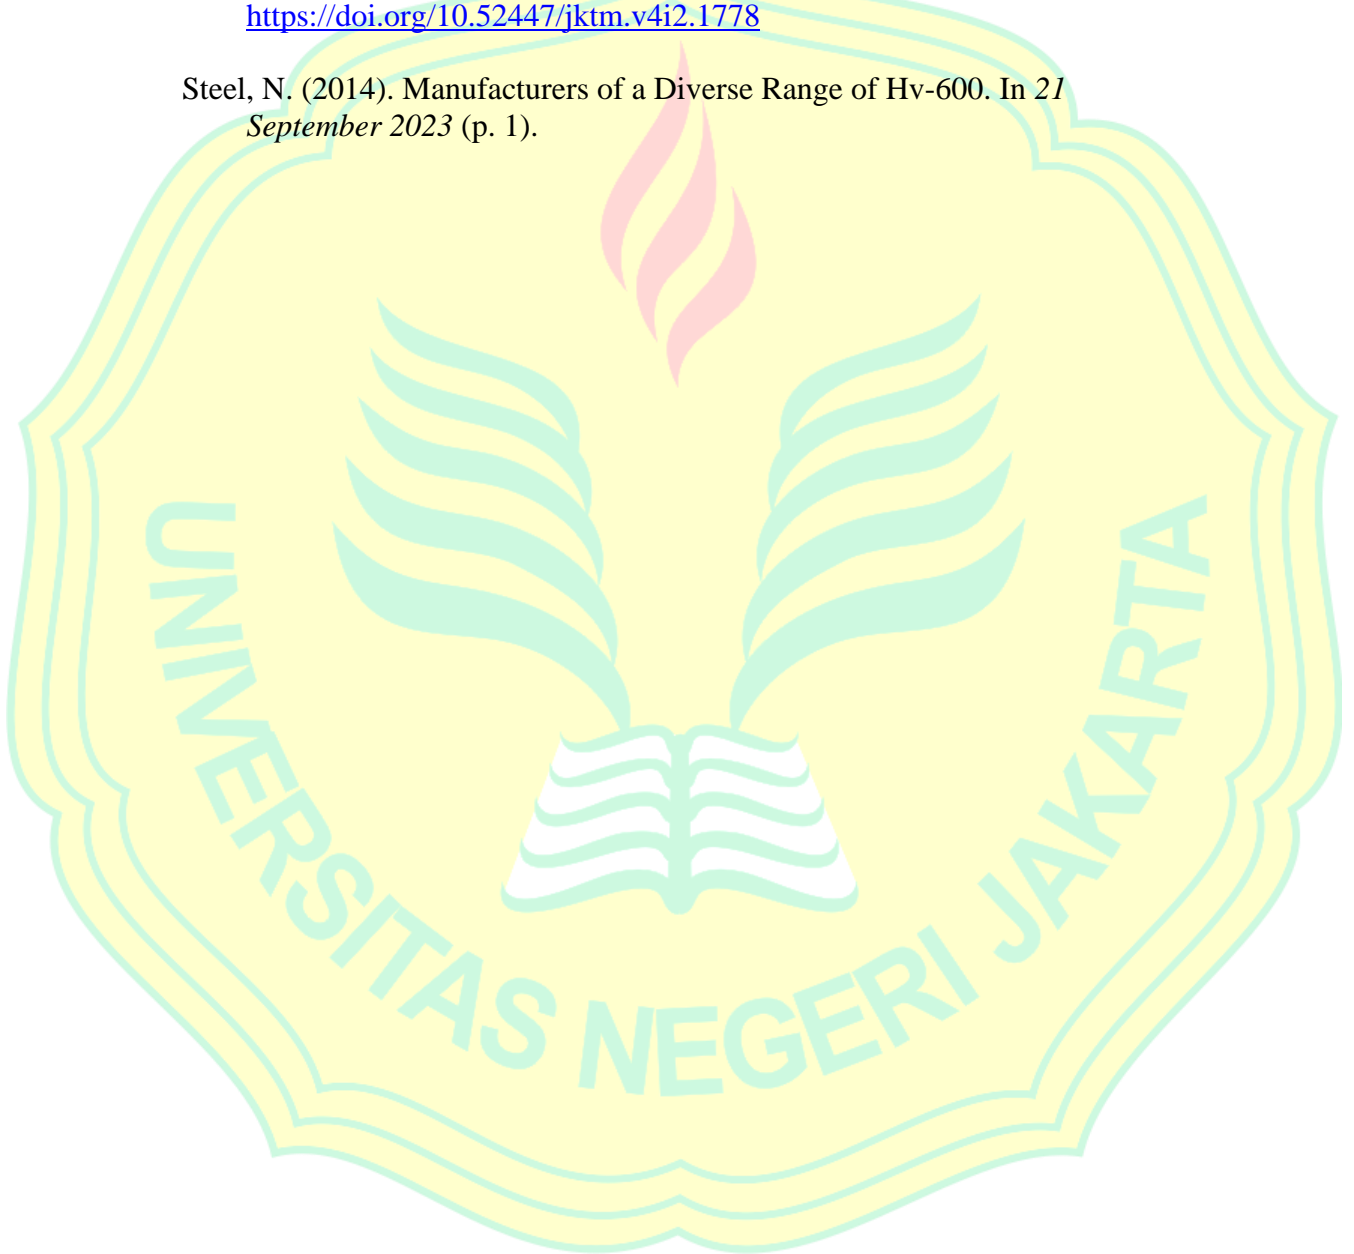 https://doi.org/10.52447/jktm.v4i2.1778
Steel, N. (2014). Manufacturers of a Diverse Range of Hv-600. In 21
September 2023 (p. 1).
UNIVERSITAS NEGERI JAKARTA